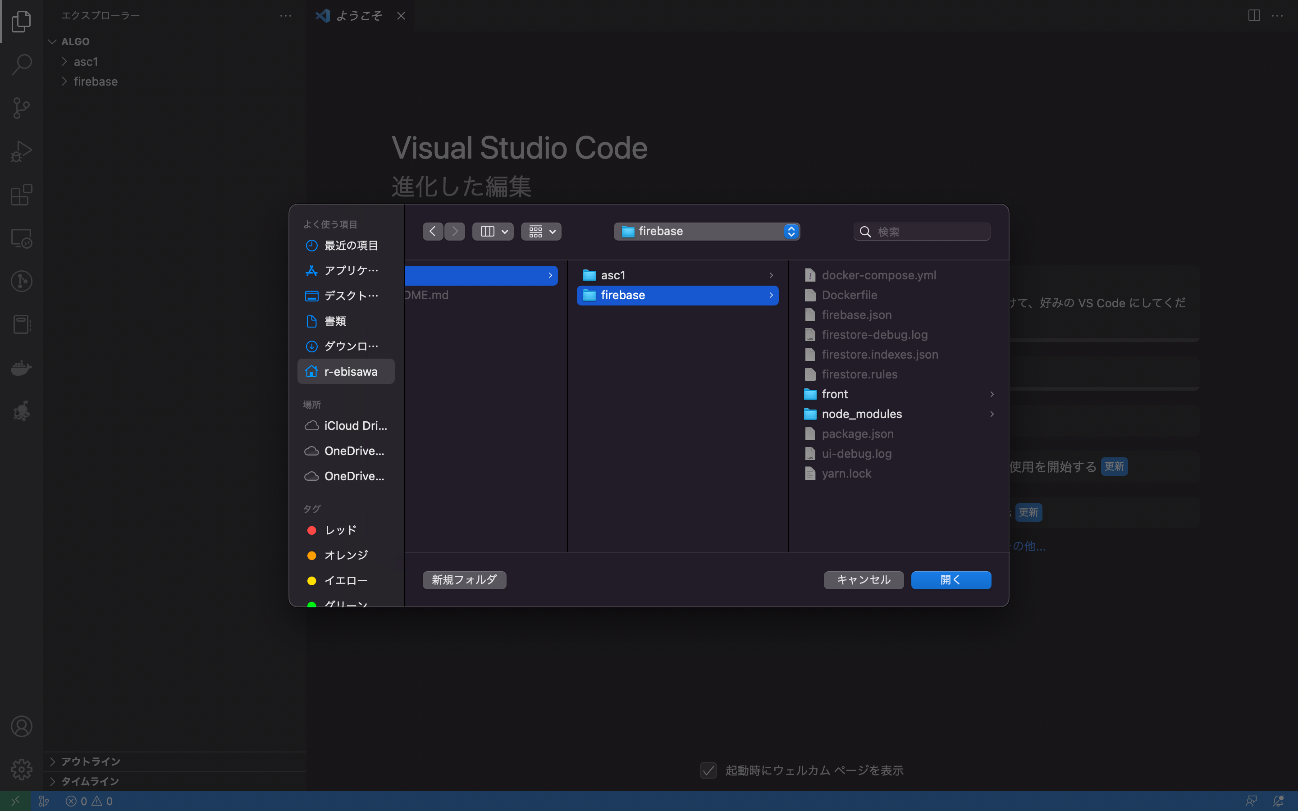 エクスプローラー
ALGO
asc1
firebase
アウトライン
タイムライン
ようこそ
Visual Studio Code
進化した編集
けて、好みの VS Code にしてくだ
使用を開始する 更新
更新
の他...
起動時にウェルカム ページを表示
よく使う項目
最近の項目
アプリケ…
デスクト…
書類
ダウンロ…
r-ebisawa
場所
iCloud Dri...
OneDrive...
OneDrive...
タグ
レッド
オレンジ
イエロー
グリーン
firebase
検索
OME.md
asc1
firebase
docker-compose.yml
Dockerfile
firebase.json
firestore-debug.log
firestore.indexes.json
firestore.rules
front
node_modules
package.json
ui-debug.log
yarn.lock
新規フォルダ
キャンセル
開く
0
0